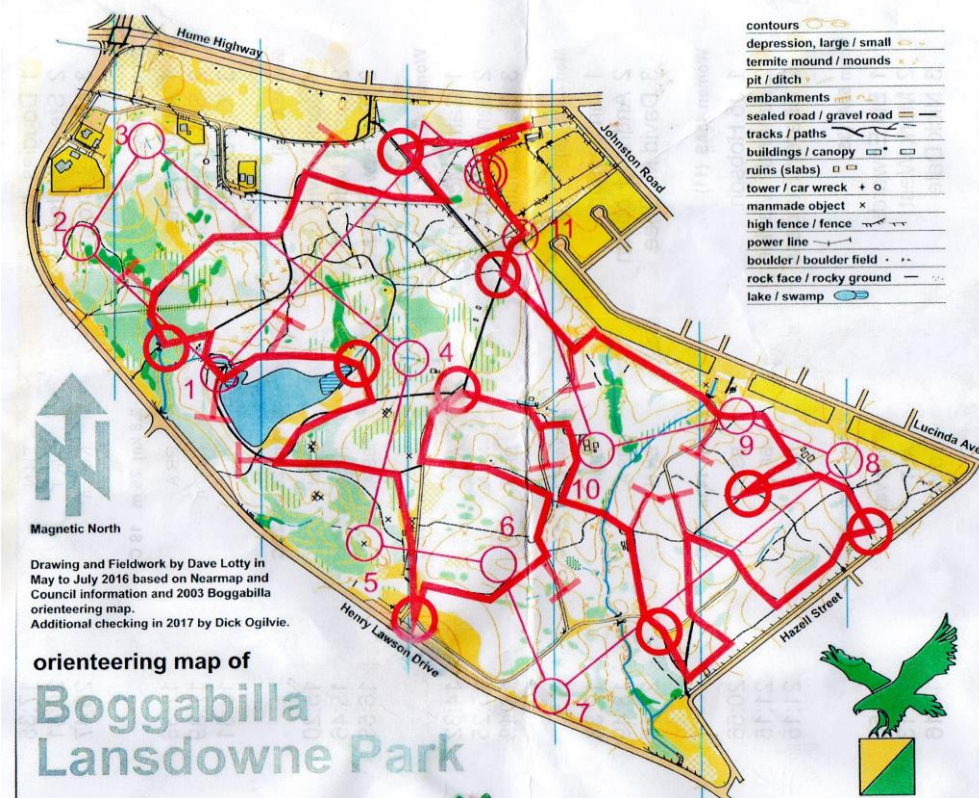 Hume Highway
Johnston Road
contours
depression, large / small
termite mound / mounds
pit / ditch
embankments
sealed road / gravel road
tracks / paths
buildings / canopy
ruins (slabs)
tower / car wreck
manmade object
high fence / fence
power line
boulder / boulder field
rock face / rocky ground
lake / swamp
3
2
11
4
1
9
8
Lucinda Ave
10
6
5
7
Magnetic North
Drawing and Fieldwork by Dave Lotty in
May to July 2016 based on Nearmap and
Council information and 2003 Boggabilla
orienteering map.
Additional checking in 2017 by Dick Ogilvie.
Henry Lawson Drive
Hazell Street
orienteering map of
Boggabilla
Lansdowne Park